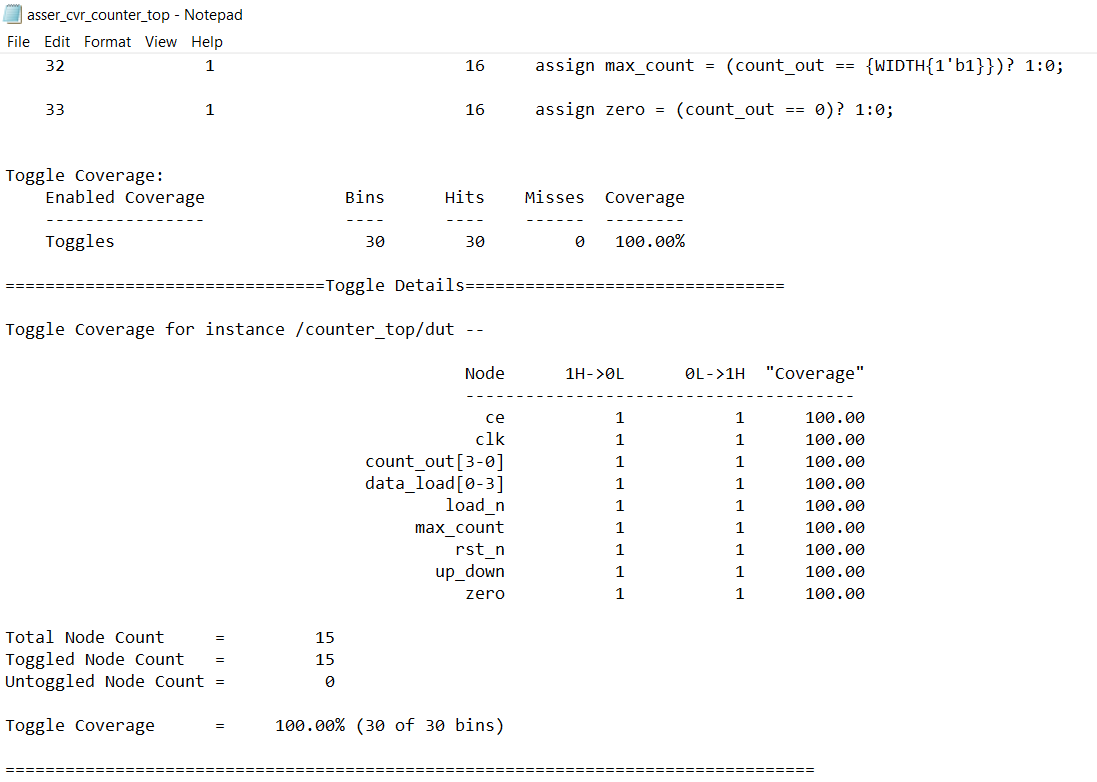 asser_cvr_counter_top - Notepad
File Edit Format View Help
    32              1                         16     assign max_count = (count_out == {WIDTH{1'b1}})? 1:0;
    33              1                         16     assign zero = (count_out == 0)? 1:0;
Toggle Coverage:
    Enabled Coverage              Bins      Hits    Misses  Coverage
    ----------------              ----      ----    ------  --------
    Toggles                         30        30         0   100.00%
================================Toggle Details================================
Toggle Coverage for instance /counter_top/dut --
                                              Node      1H->0L      0L->1H  "Coverage"
                                              ---------------------------------------
                                                ce           1           1      100.00
                                               clk           1           1      100.00
                                    count_out[3-0]           1           1      100.00
                                    data_load[0-3]           1           1      100.00
                                            load_n           1           1      100.00
                                         max_count           1           1      100.00
                                             rst_n           1           1      100.00
                                           up_down           1           1      100.00
                                              zero           1           1      100.00
Total Node Count     =         15
Toggled Node Count   =         15
Untoggled Node Count =          0
Toggle Coverage      =     100.00% (30 of 30 bins)
=================================================================================